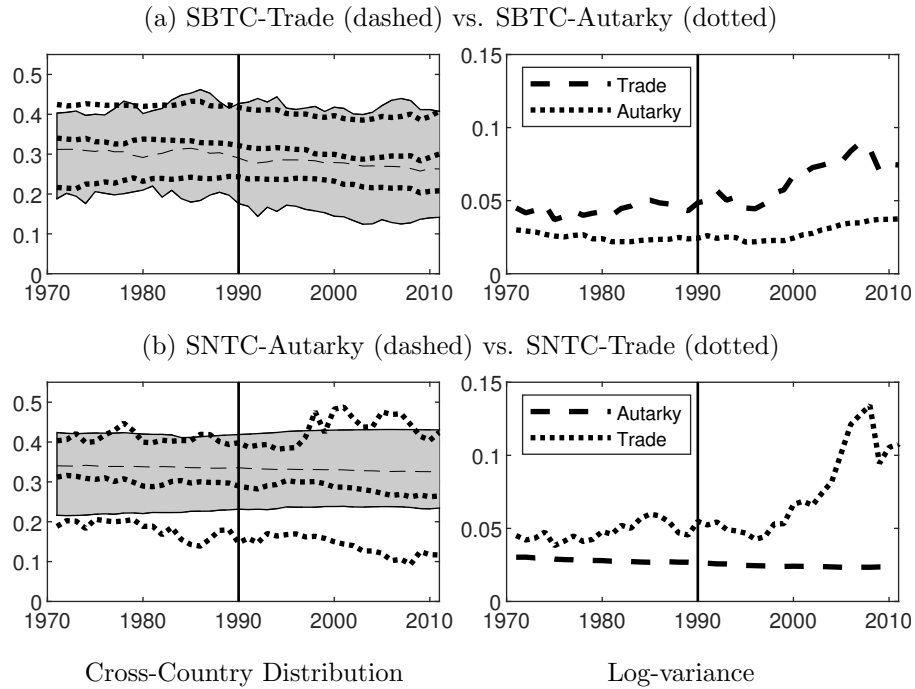 (a) SBTC-Trade (dashed) vs. SBTC-Autarky (dotted)
0.5
0.4
0.3
0.2
0.1
0
1970 1980 1990 2000 2010
0.15
0.1
0.05
0
1970 1980 1990 2000 2010
Trade
Autarky
(b) SNTC-Autarky (dashed) vs. SNTC-Trade (dotted)
0.5
0.4
0.3
0.2
0.1
0
1970 1980 1990 2000 2010
0.15
0.1
0.05
0
1970 1980 1990 2000 2010
Autarky
Trade
Cross-Country Distribution
Log-variance